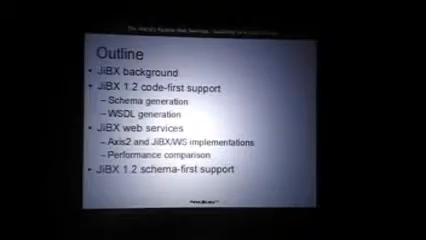 Outline
• JiBX background
• JiBX 1.2 code-first support
– Schema generation
– WSDL generation
• JiBX web services
– Axis2 and JiBX/WS implementations
– Performance comparison
• JiBX 1.2 schema-first support